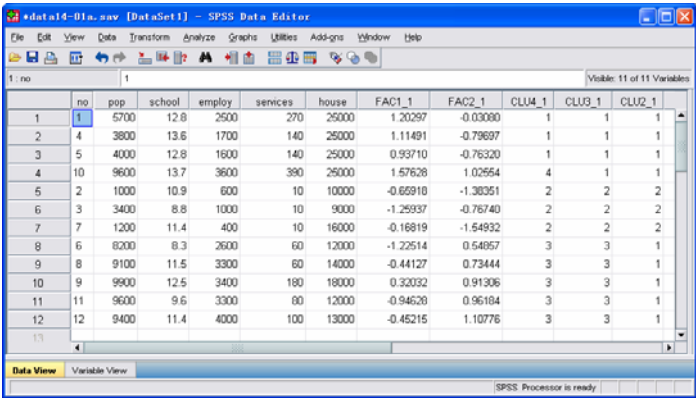 *data14-01a.sav [DataSet1] - SPSS Data Editor
File Edit View Data Transform Analyze Graphs Utilities Add-ons Window Help
1 : no 1 Visible: 11 of 11 Variables
no pop school employ services house FAC1_1 FAC2_1 CLU4_1 CLU3_1 CLU2_1
1 1 5700 12.8 2500 270 25000 1.20297 -0.03080 1 1 1
2 4 3800 13.6 1700 140 25000 1.11491 -0.79697 1 1 1
3 5 4000 12.8 1600 140 25000 0.93710 -0.76320 1 1 1
4 10 9600 13.7 3600 390 25000 1.57628 1.02554 4 1 1
5 2 1000 10.9 600 10 10000 -0.65918 -1.38351 2 2 2
6 3 3400 8.8 1000 10 9000 -1.25937 -0.76740 2 2 2
7 7 1200 11.4 400 10 16000 -0.16819 -1.54932 2 2 2
8 6 8200 8.3 2600 60 12000 -1.22514 0.54857 3 3 1
9 8 9100 11.5 3300 60 14000 -0.44127 0.73444 3 3 1
10 9 9900 12.5 3400 180 18000 0.32032 0.91306 3 3 1
11 11 9600 9.6 3300 80 12000 -0.94628 0.96184 3 3 1
12 12 9400 11.4 4000 100 13000 -0.45215 1.10776 3 3 1
13
Data View Variable View
SPSS Processor is ready